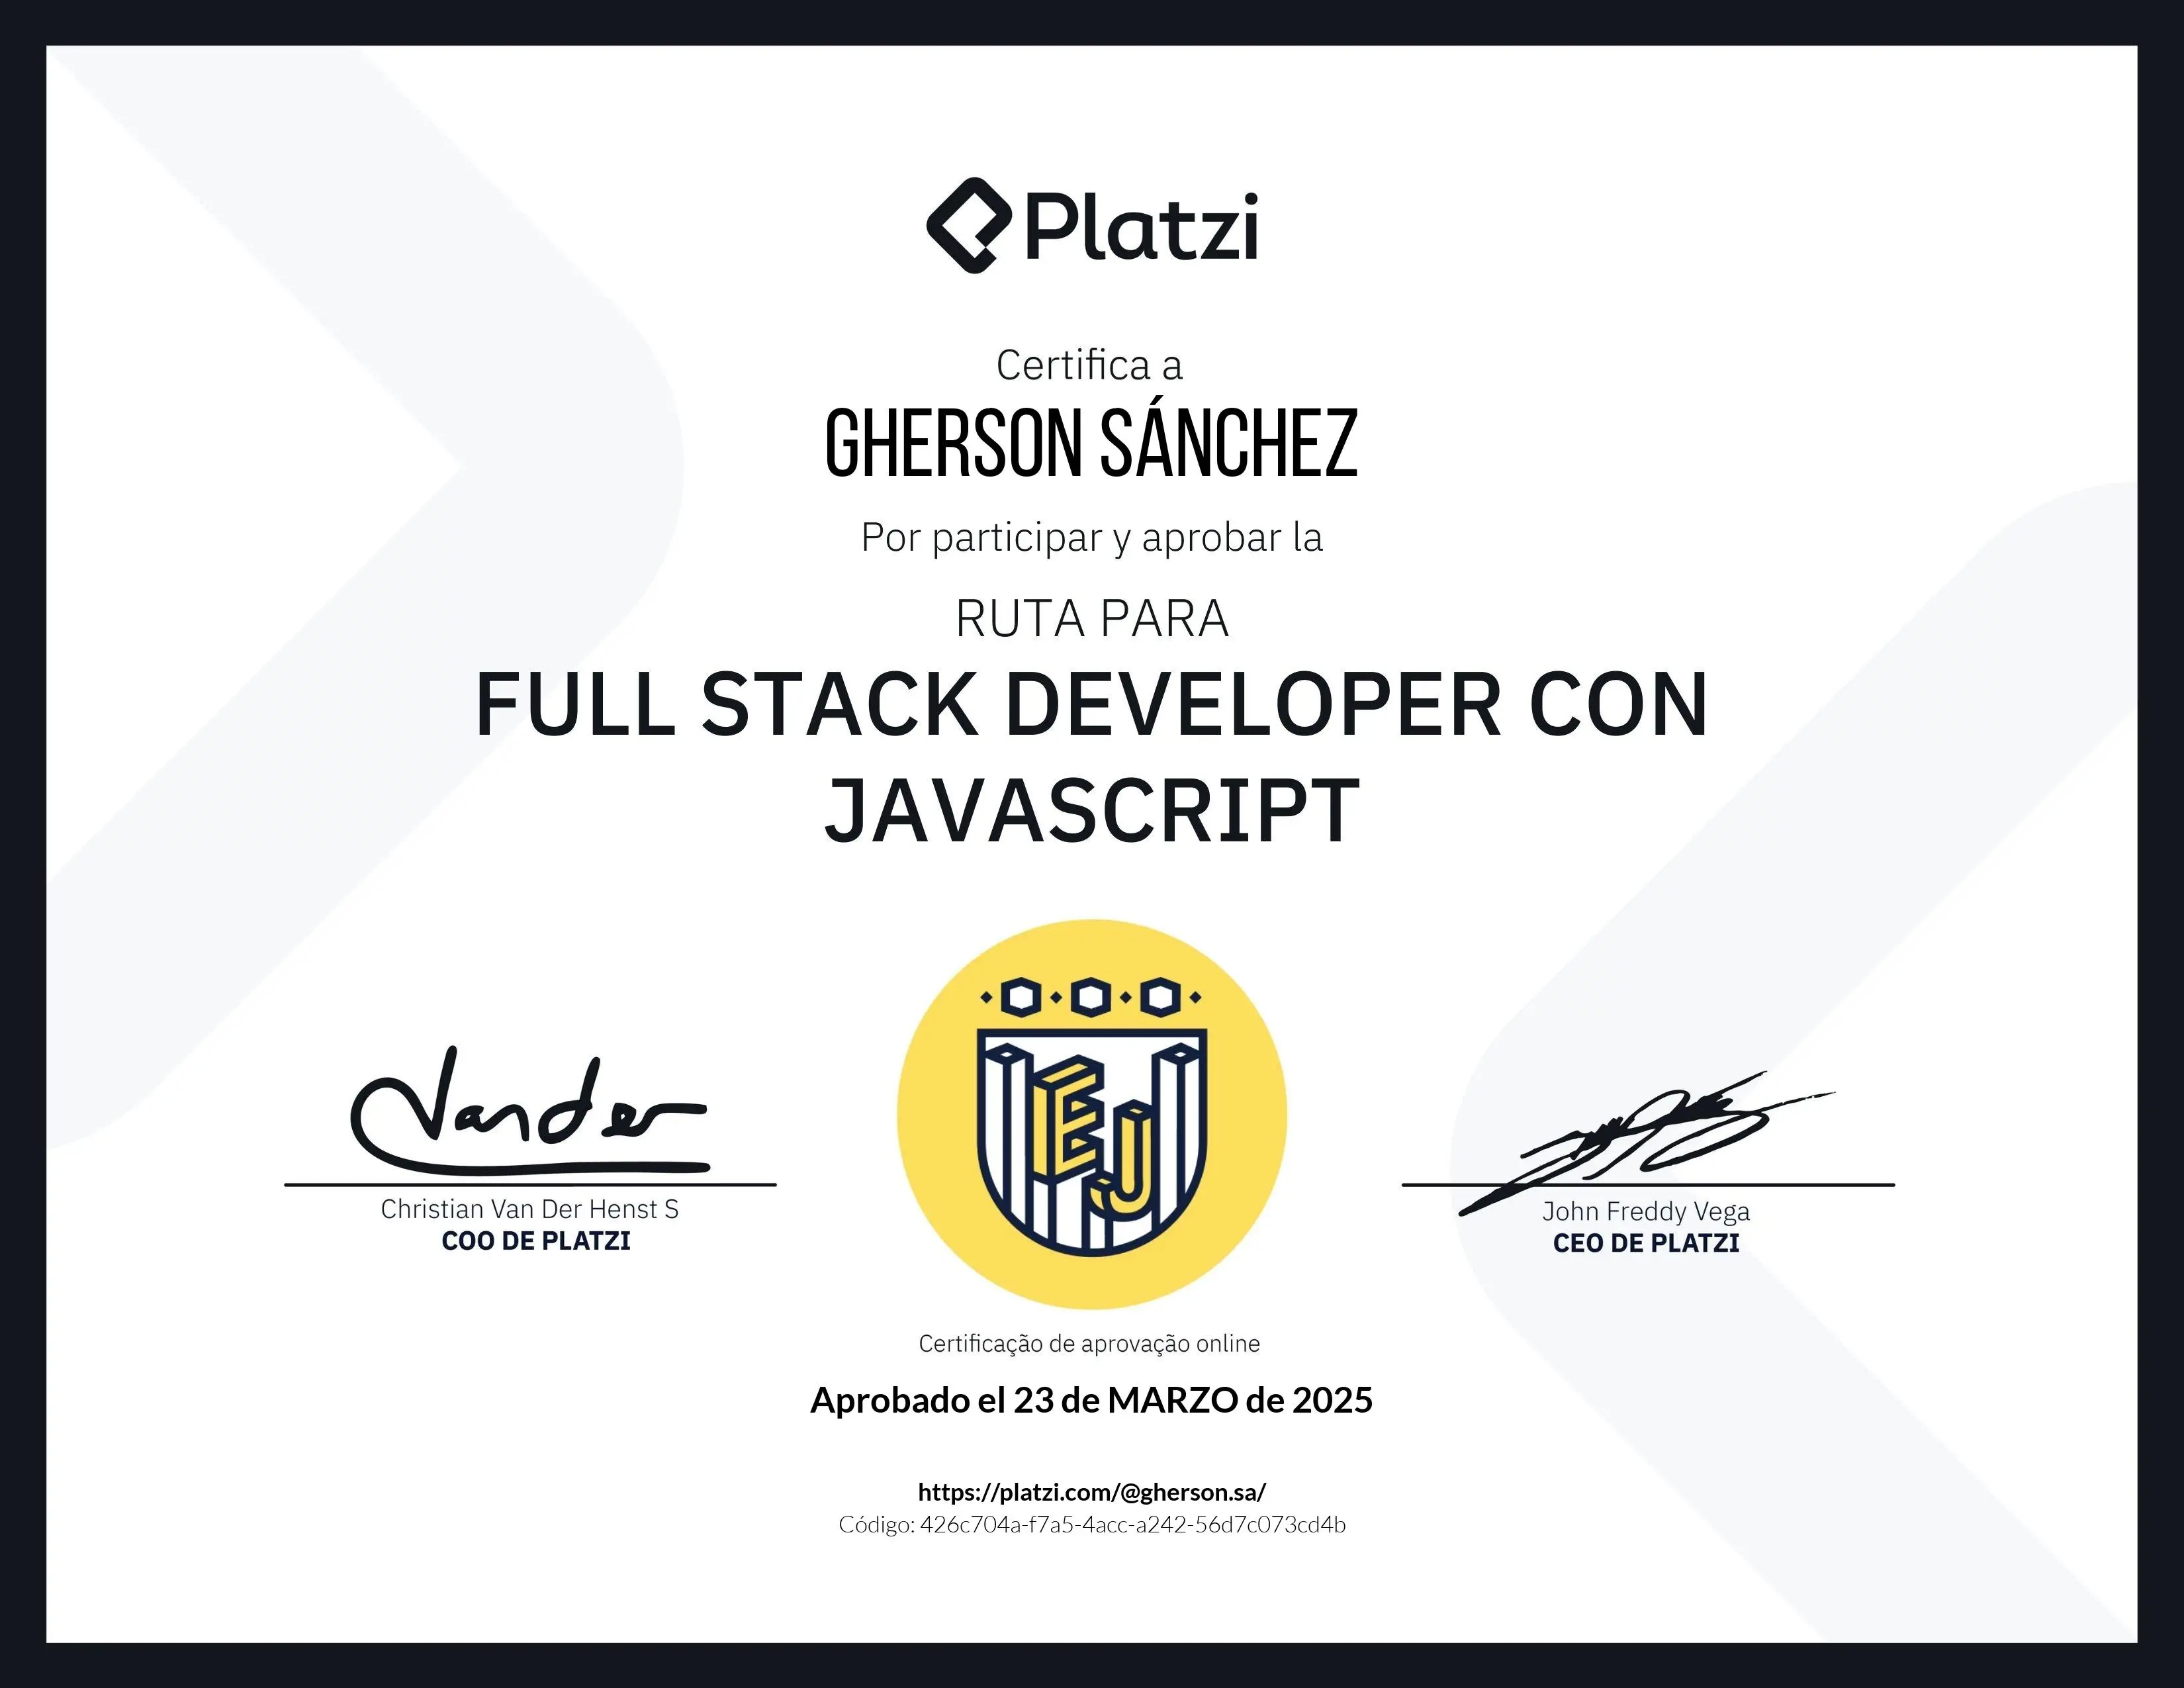 Platzi
Certifica a
GHERSON SÁNCHEZ
Por participar y aprobar la
RUTA PARA
FULL STACK DEVELOPER CON
JAVASCRIPT
EJ
Vander
Christian Van Der Henst S
COO DE PLATZI
John Freddy Vega
CEO DE PLATZI
Certificação de aprovação online
Aprobado el 23 de MARZO de 2025
https://platzi.com/@gherson.sa/
Código: 426c704a-f7a5-4acc-a242-56d7c073cd4b